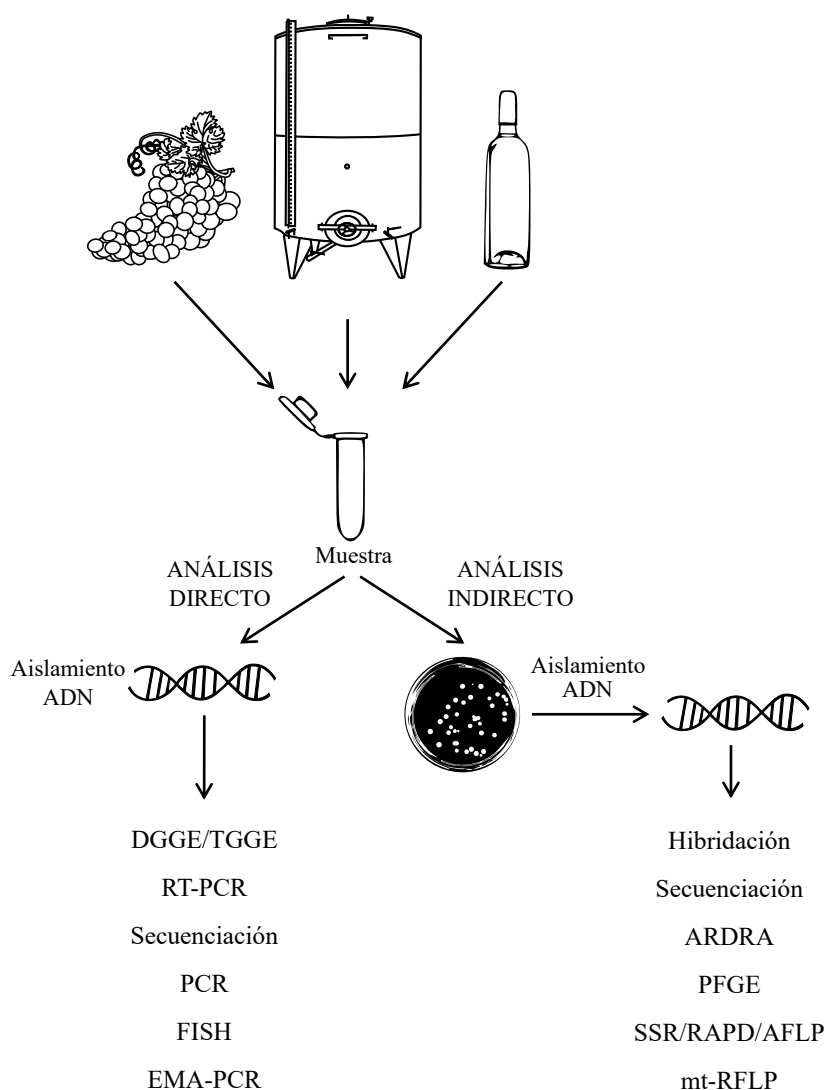 Muestra
ANÁLISIS
DIRECTO
ANÁLISIS
INDIRECTO
Aislamiento
ADN
Aislamiento
ADN
DGGE/TGGE
RT-PCR
Secuenciación
PCR
FISH
EMA-PCR
Hibridación
Secuenciación
ARDRA
PFGE
SSR/RAPD/AFLP
mt-RFLP